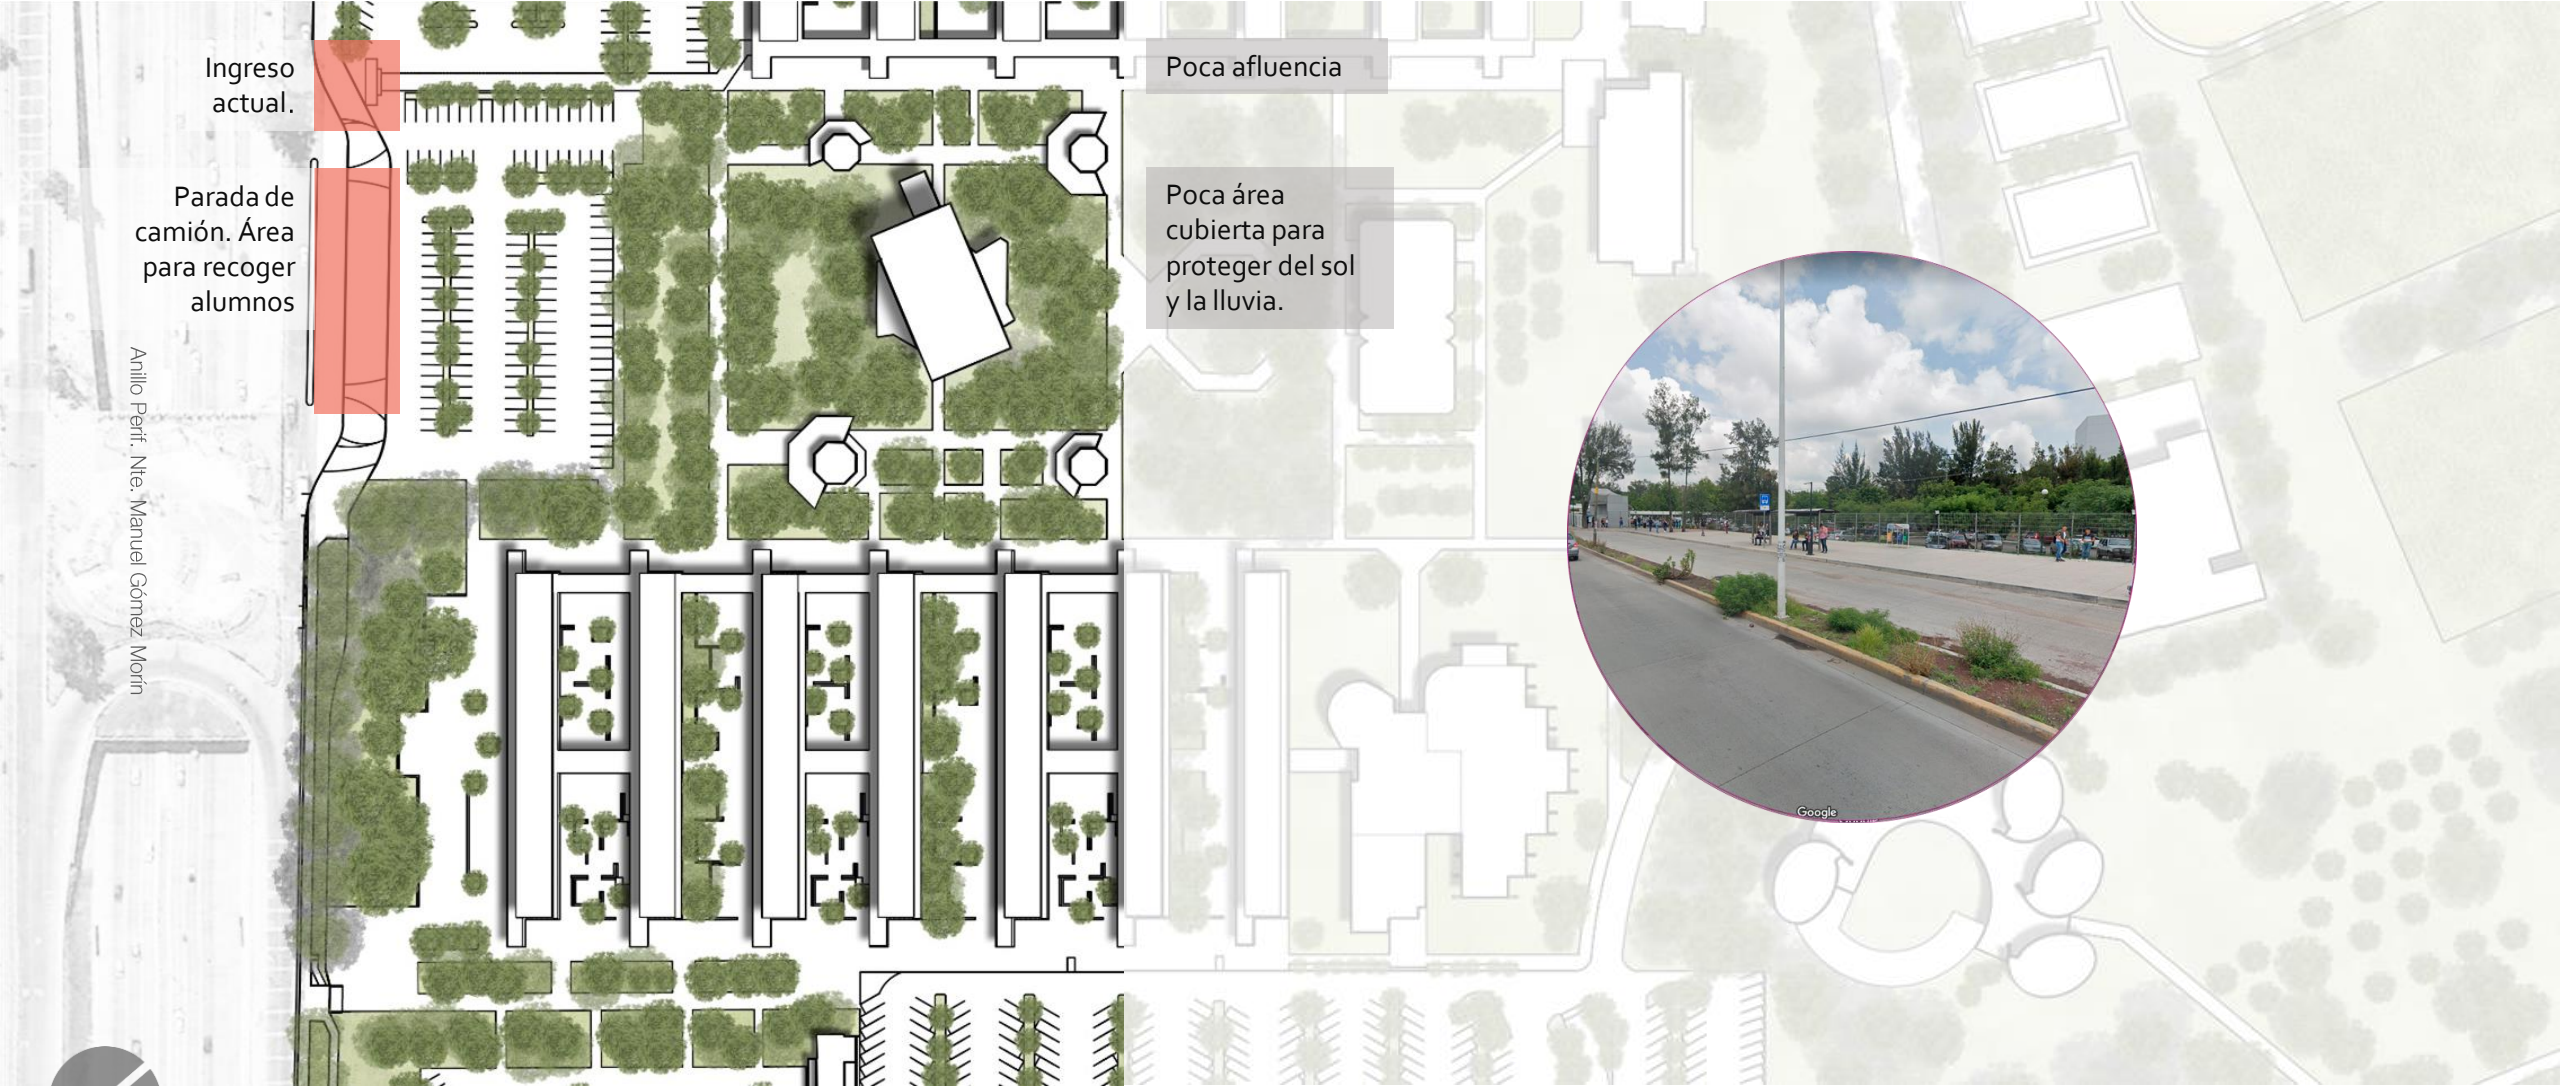 Ingreso
actual.
Poca afluencia
Parada de
camión. Área
para recoger
alumnos
Poca área
cubierta para
proteger del sol
y la lluvia.
Anillo Perif. Nte. Manuel Gómez Morín
Google